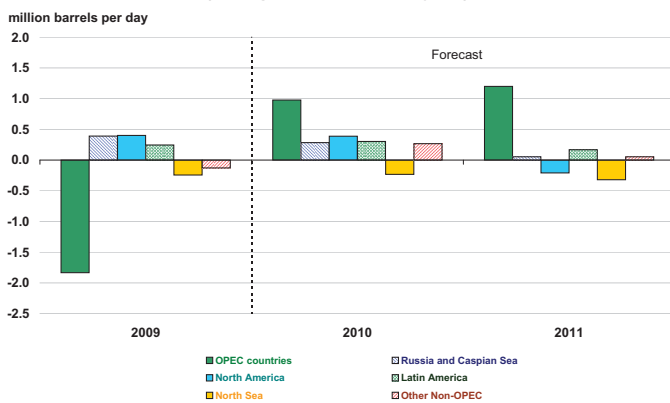 million barrels per day
2.0
Forecast
1.5
1.0
0.5
0.0
-0.5
-1.0
-1.5
-2.0
-2.5
2009 2010 2011
OPEC countries Russia and Caspian Sea
North America Latin America
North Sea Other Non-OPEC